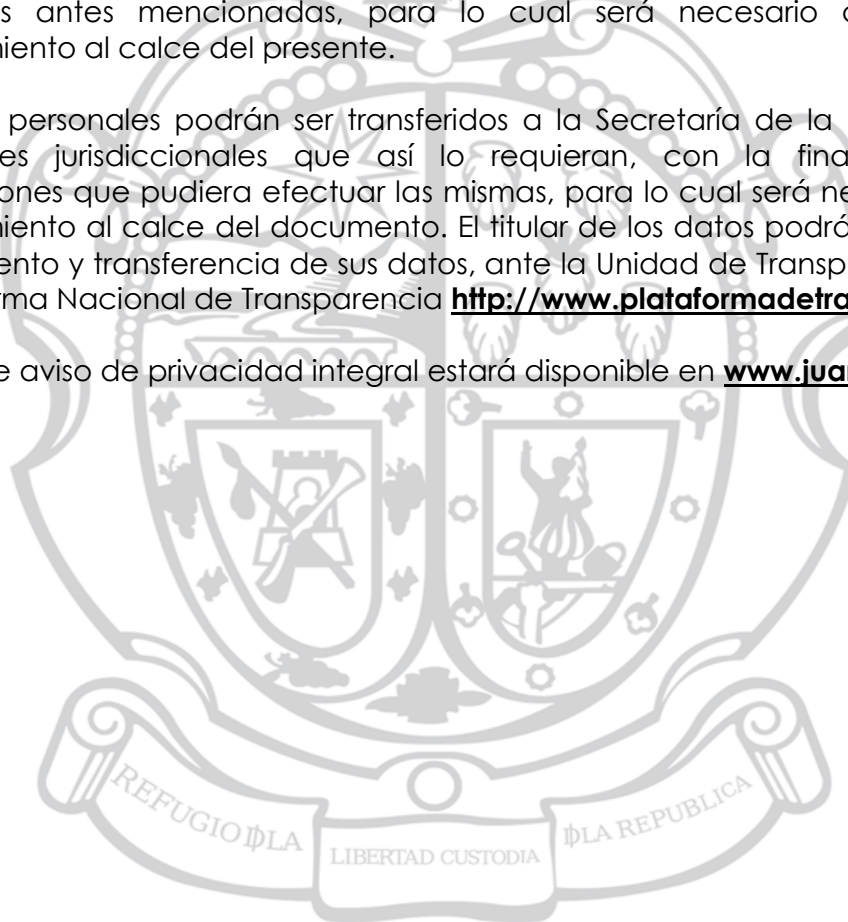 s antes mencionadas, para lo cual será necesario
iento al calce del presente.
personales podrán ser transferidos a la Secretaría de la
es jurisdiccionales que así lo requieran, con la fina
ones que pudiera efectuar las mismas, para lo cual será ne
iento al calce del documento. El titular de los datos podrá
ento y transferencia de sus datos, ante la Unidad de Transp
rma Nacional de Transparencia http://www.plataformadetra
e aviso de privacidad integral estará disponible en www.jua
REFUGIO DLA
LIBERTAD CUSTODIA
DLA REPUBLICA